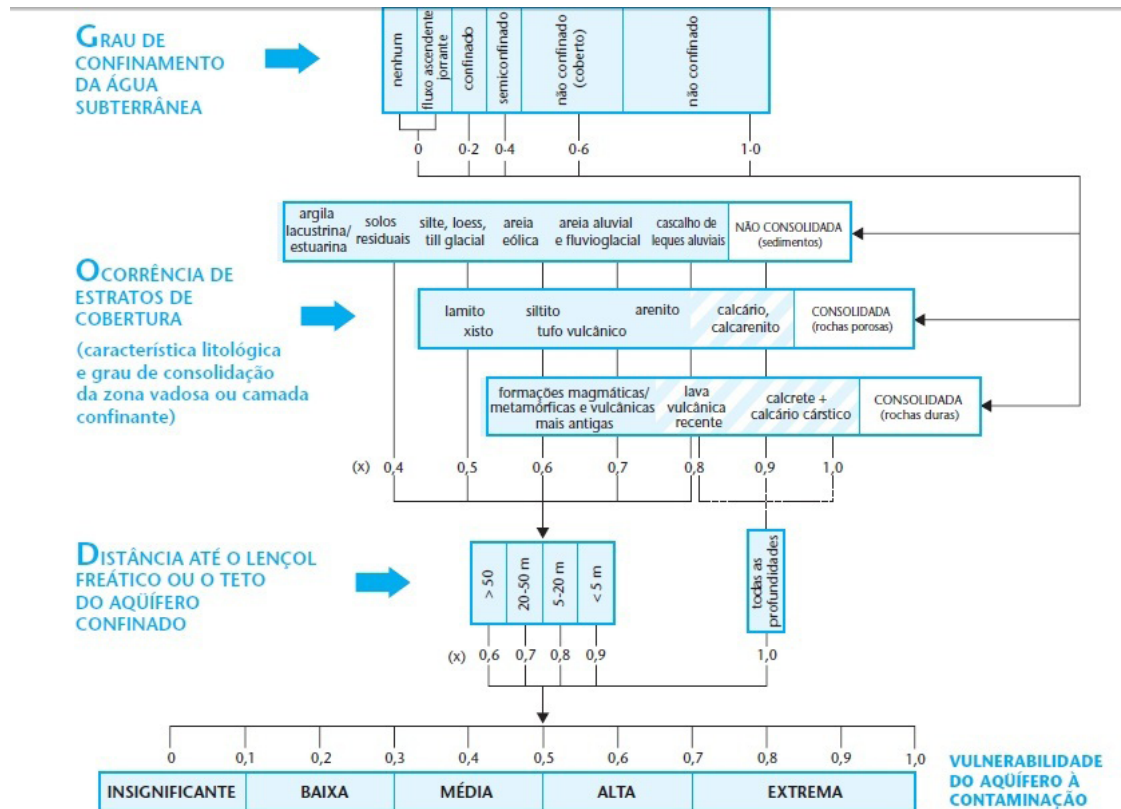 GRAU DE
CONFINAMENTO
DA ÁGUA
SUBTERRÂNEA
nenhum
fluxo ascendente
jorrante
confinado
semiconfinado
não confinado
(coberto)
não confinado
0
0·2
0·4
0·6
1·0
argila
lacustrina/
estuarina
solos
residuais
silte, loess,
till glacial
areia
eólica
areia aluvial
e fluvioglacial
cascalho de
leques aluviais
NÃO CONSOLIDADA
(sedimentos)
OCORRÊNCIA DE
ESTRATOS DE
COBERTURA
(característica litológica
e grau de consolidação
da zona vadosa ou camada
confinante)
lamito
xisto
siltito
tufo vulcânico
arenito
calcário,
calcarenito
CONSOLIDADA
(rochas porosas)
formações magmáticas/
metamórficas e vulcânicas
mais antigas
lava
vulcânica
recente
calcrete +
calcário cárstico
CONSOLIDADA
(rochas duras)
(x) 0,4 0,5 0,6 0,7 0,8 0,9 1,0
DISTÂNCIA ATÉ O LENÇOL
FREÁTICO OU O TETO
DO AQÜÍFERO
CONFINADO
> 50
20-50 m
5-20 m
< 5 m
todas as
profundidades
(x) 0,6 0,7 0,8 0,9 1,0
0 0,1 0,2 0,3 0,4 0,5 0,6 0,7 0,8 0,9 1,0
INSIGNIFICANTE BAIXA MÉDIA ALTA EXTREMA
VULNERABILIDADE
DO AQÜÍFERO À
CONTAMINAÇÃO